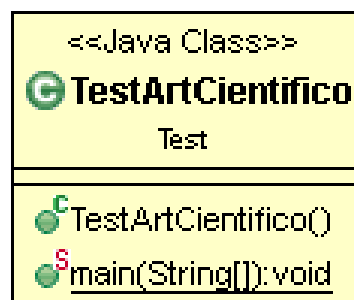 <<Java Class>>
C TestArtCientifico
Test
C TestArtCientifico()
S main(String[]):void